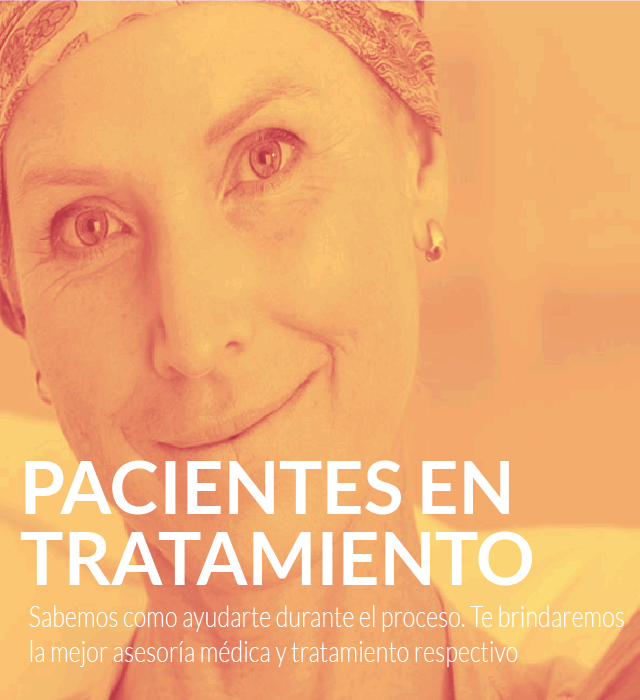 PACIENTES EN
TRATAMIENTO
Sabemos como ayudarte durante el proceso. Te brindaremos
la mejor asesoría médica y tratamiento respectivo